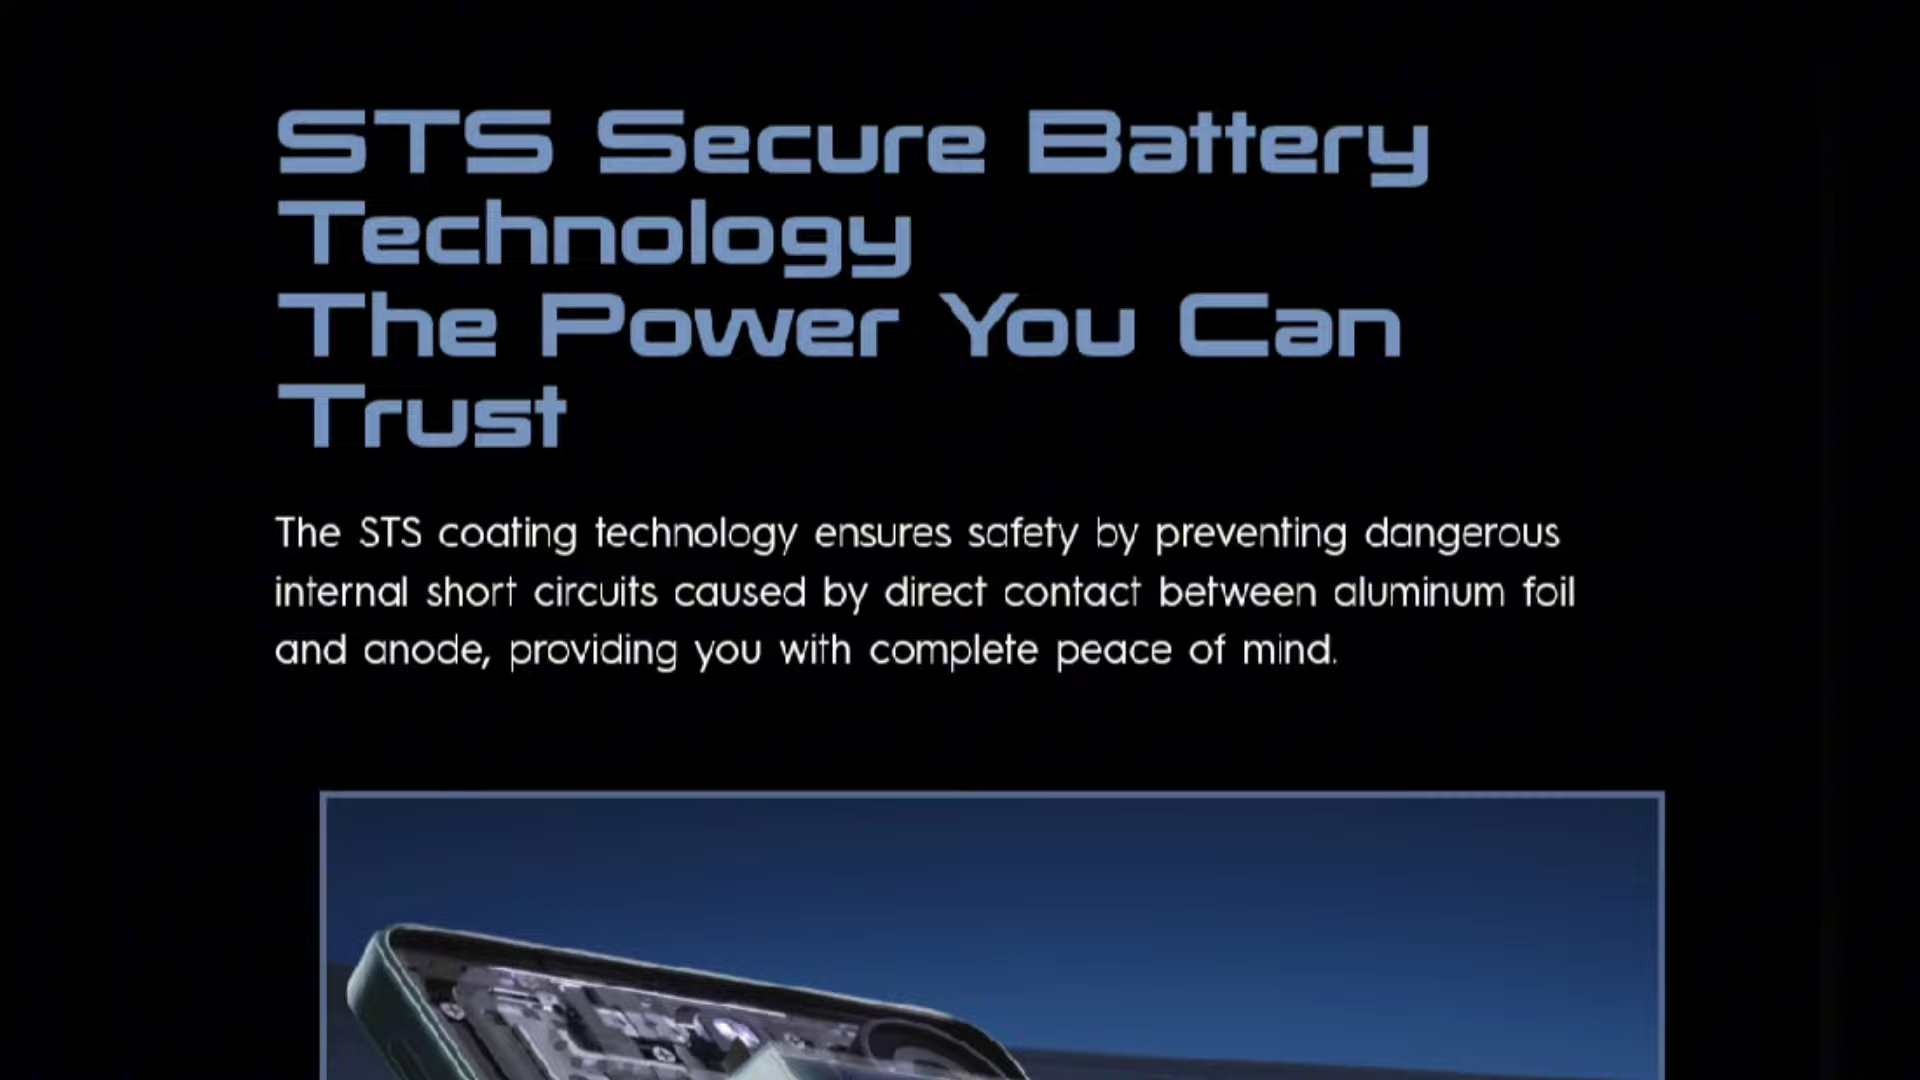 STS Secure Battery
Technology
The Power You Can
Trust
The STS coating technology ensures safety by preventing dangerous
internal short circuits caused by direct contact between aluminum foil
and anode, providing you with complete peace of mind.